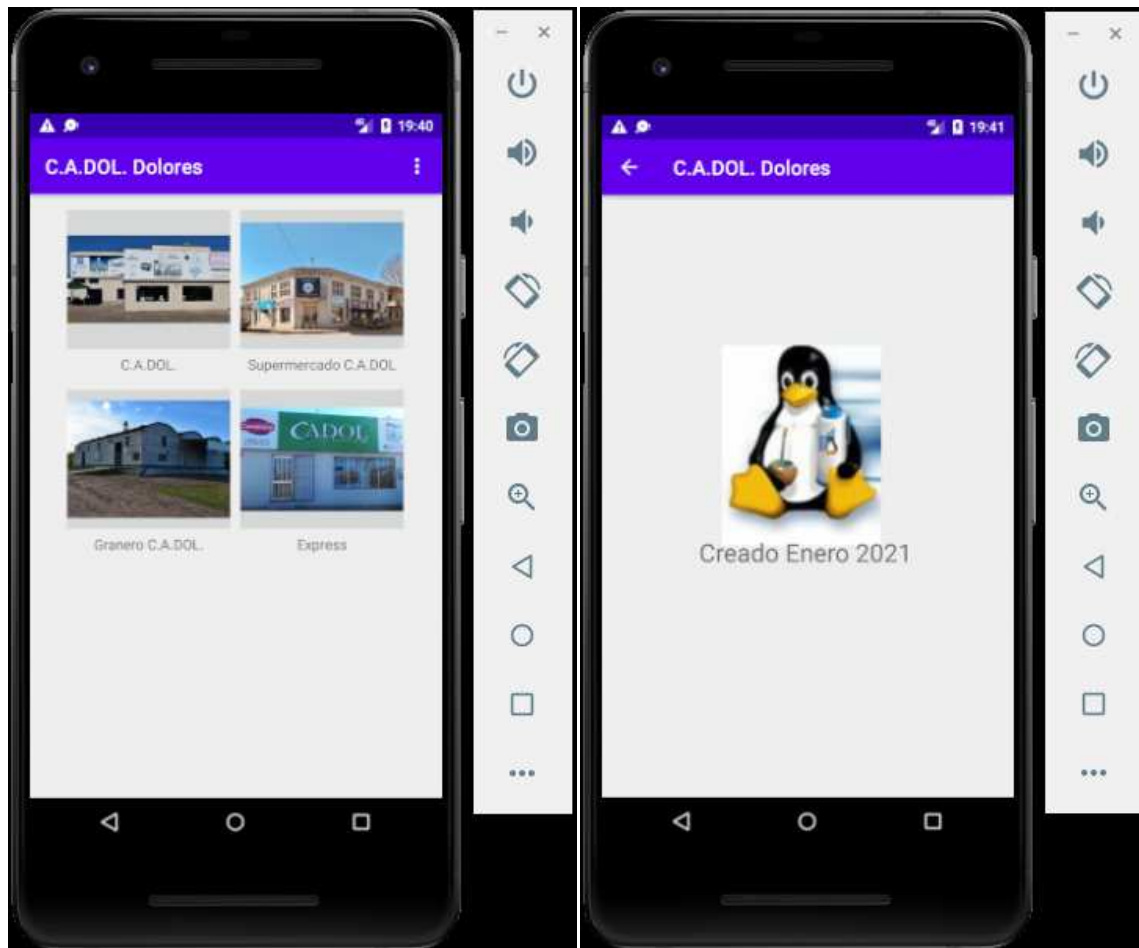 19:40
C.A.DOL. Dolores
C.A.DOL.
Supermercado C.A.DOL
CADOL
Granero C.A.DOL.
Express
19:41
C.A.DOL. Dolores
Creado Enero 2021